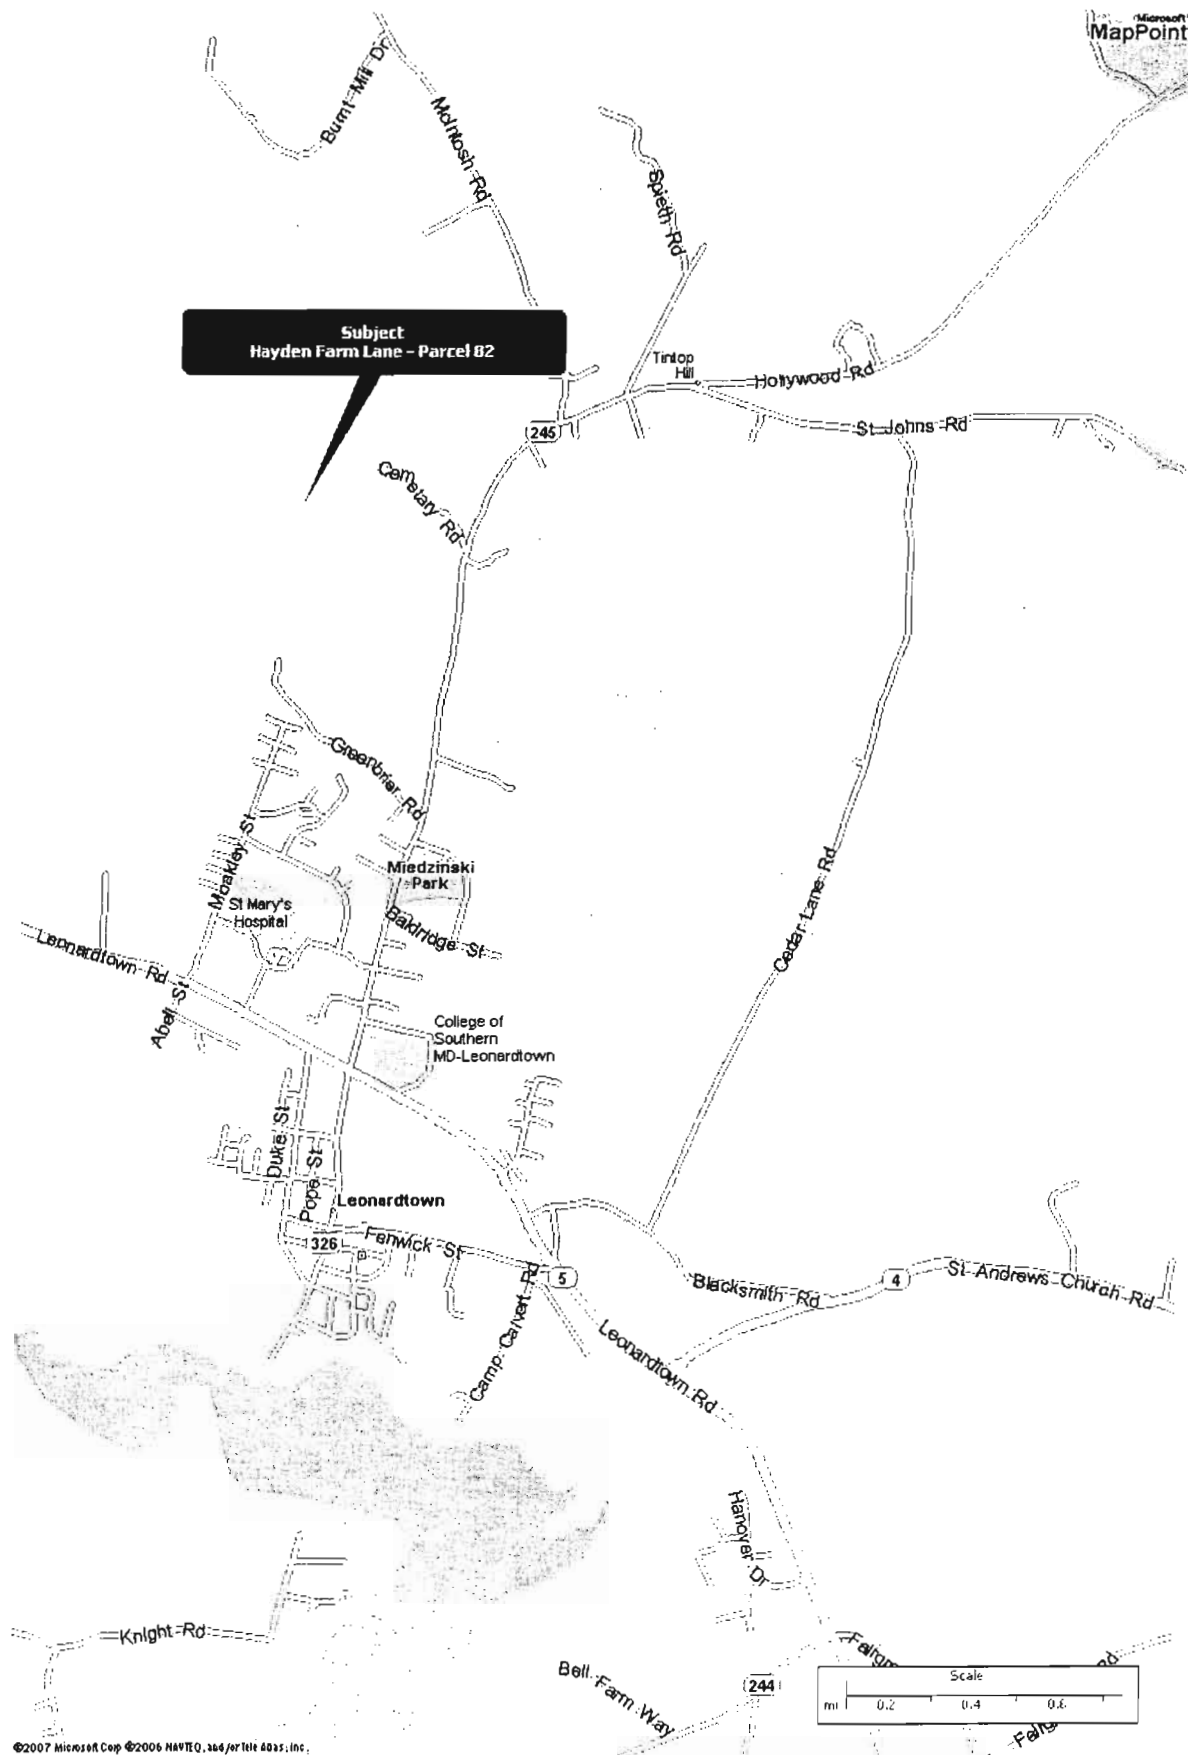 Microsoft
MapPoint
Burnt Mill Dr
McIntosh Rd
Spieth Rd
Subject
Hayden Farm Lane - Parcel 82
Tintop
Hill
Hollywood Rd
245
St Johns Rd
Cemetary Rd
Greenbrier Rd
Moakley St
Miedzinski
Park
St Mary's
Hospital
Baldridge St
Cedar Lane Rd
Leonardtown Rd
Abell St
College of
Southern
MD-Leonardtown
Duke St
Pope St
Leonardtown
326
Fenwick St
5
Camp Calvert Rd
Blacksmith Rd
4
St Andrews Church Rd
Leonardtown Rd
Hanover Dr
Knight Rd
Bell Farm Way
244
Rd
Scale
mi 0.2 0.4 0.6
©2007 Microsoft Corp ©2006 NAVTEQ, and/or Tele Atlas, Inc.